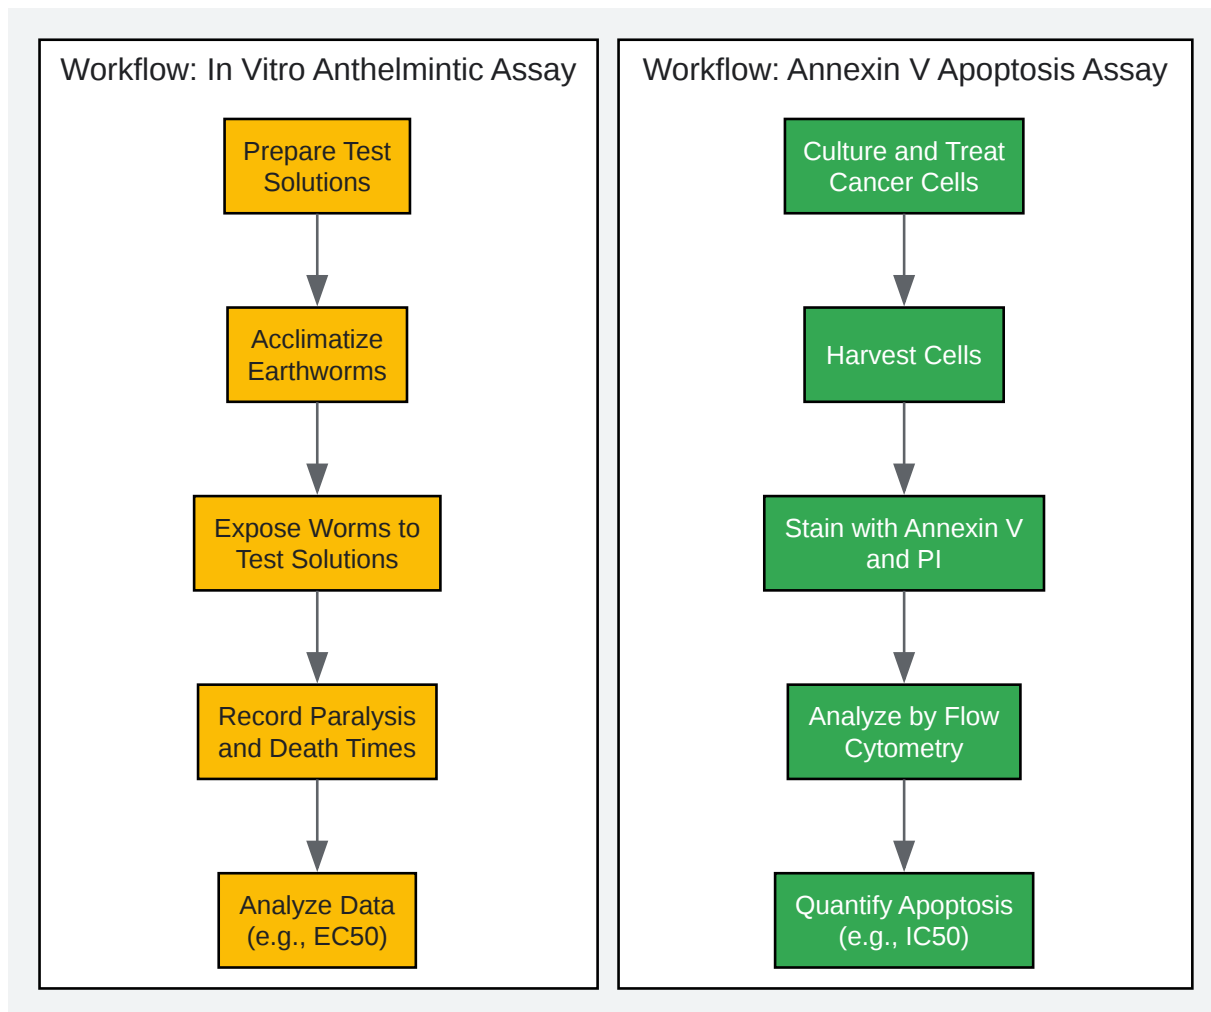 Workflow: In Vitro Anthelmintic Assay
Prepare Test
Solutions
Acclimatize
Earthworms
Expose Worms to
Test Solutions
Record Paralysis
and Death Times
Analyze Data
(e.g., EC50)
Workflow: Annexin V Apoptosis Assay
Culture and Treat
Cancer Cells
Harvest Cells
Stain with Annexin V
and PI
Analyze by Flow
Cytometry
Quantify Apoptosis
(e.g., IC50)